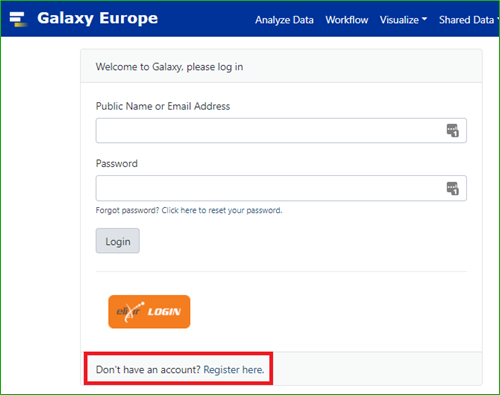 Galaxy Europe Analyze Data Workflow Visualize Shared Data
Welcome to Galaxy, please log in
Public Name or Email Address
Password
Forgot password? Click here to reset your password.
Login
elixir LOGIN
Don't have an account? Register here.